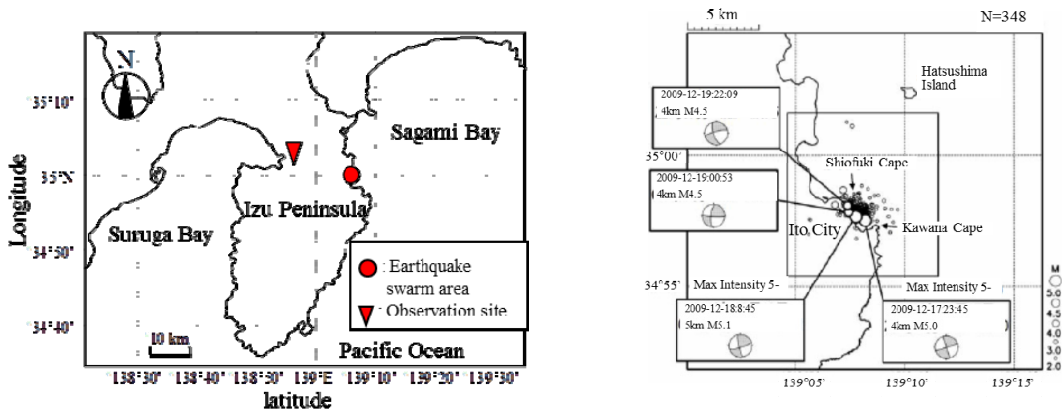 N
35°10'
Sagami Bay
35°N
Longitude
Izu Peninsula
Suruga Bay
34°50'
: Earthquake
swarm area
: Observation site
34°40'
10 km
Pacific Ocean
138°30' 138°40' 138°50' 139°E 139°10' 139°20' 139°30'
latitude
5 km
N=348
Hatsushima
Island
2009-12-19:22:09
4km M4.5
35°00'
Shiofuki Cape
2009-12-19:00:53
4km M4.5
Ito City
Kawana Cape
34°55'
Max Intensity 5-
Max Intensity 5-
2009-12-18:8:45
5km M5.1
2009-12-17:23:45
4km M5.0
M
5.0
4.5
4.0
3.5
3.0
2.0
139°05' 139°10' 139°15'